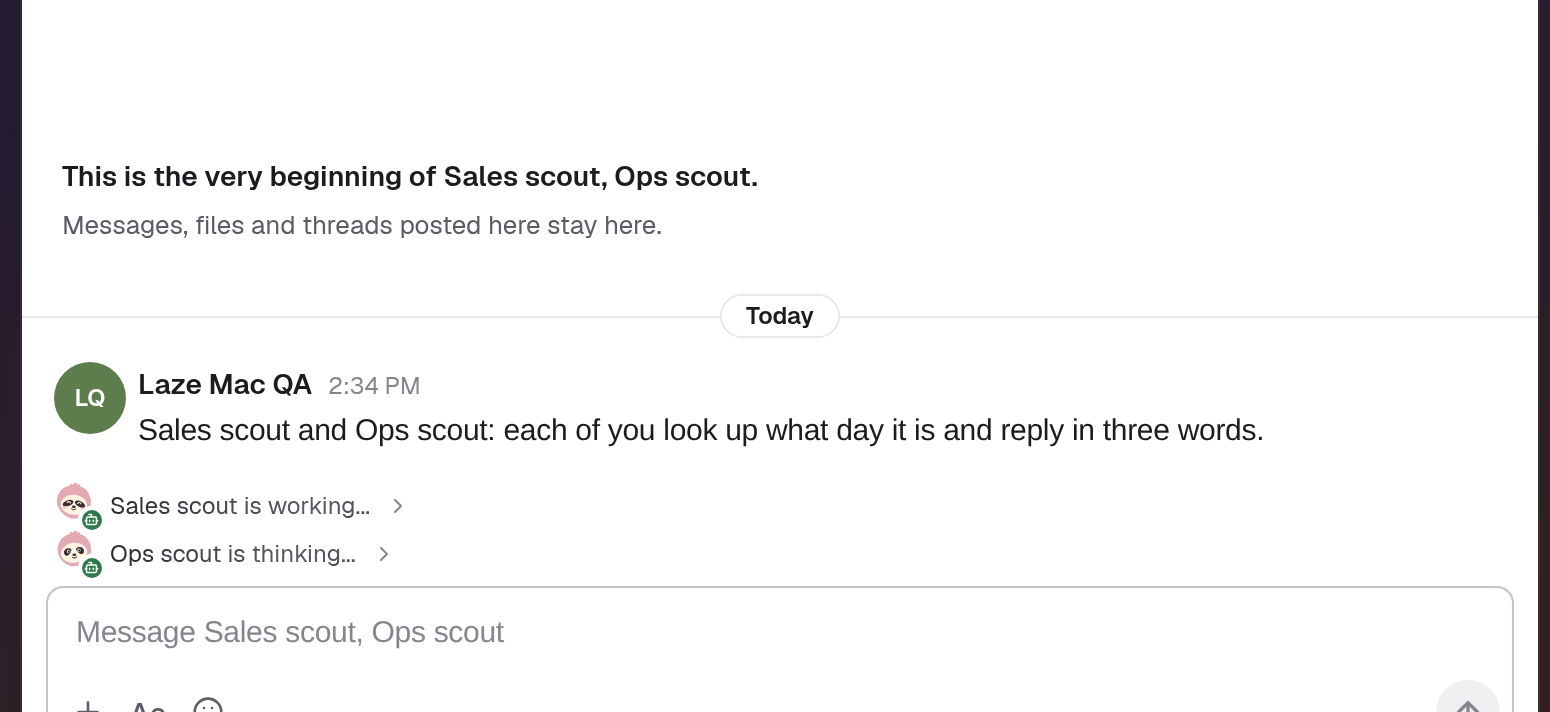 This is the very beginning of Sales scout, Ops scout.
Messages, files and threads posted here stay here.
Today
LQ
Laze Mac QA 2:34 PM
Sales scout and Ops scout: each of you look up what day it is and reply in three words.
Sales scout is working...
Ops scout is thinking...
Message Sales scout, Ops scout
Aa